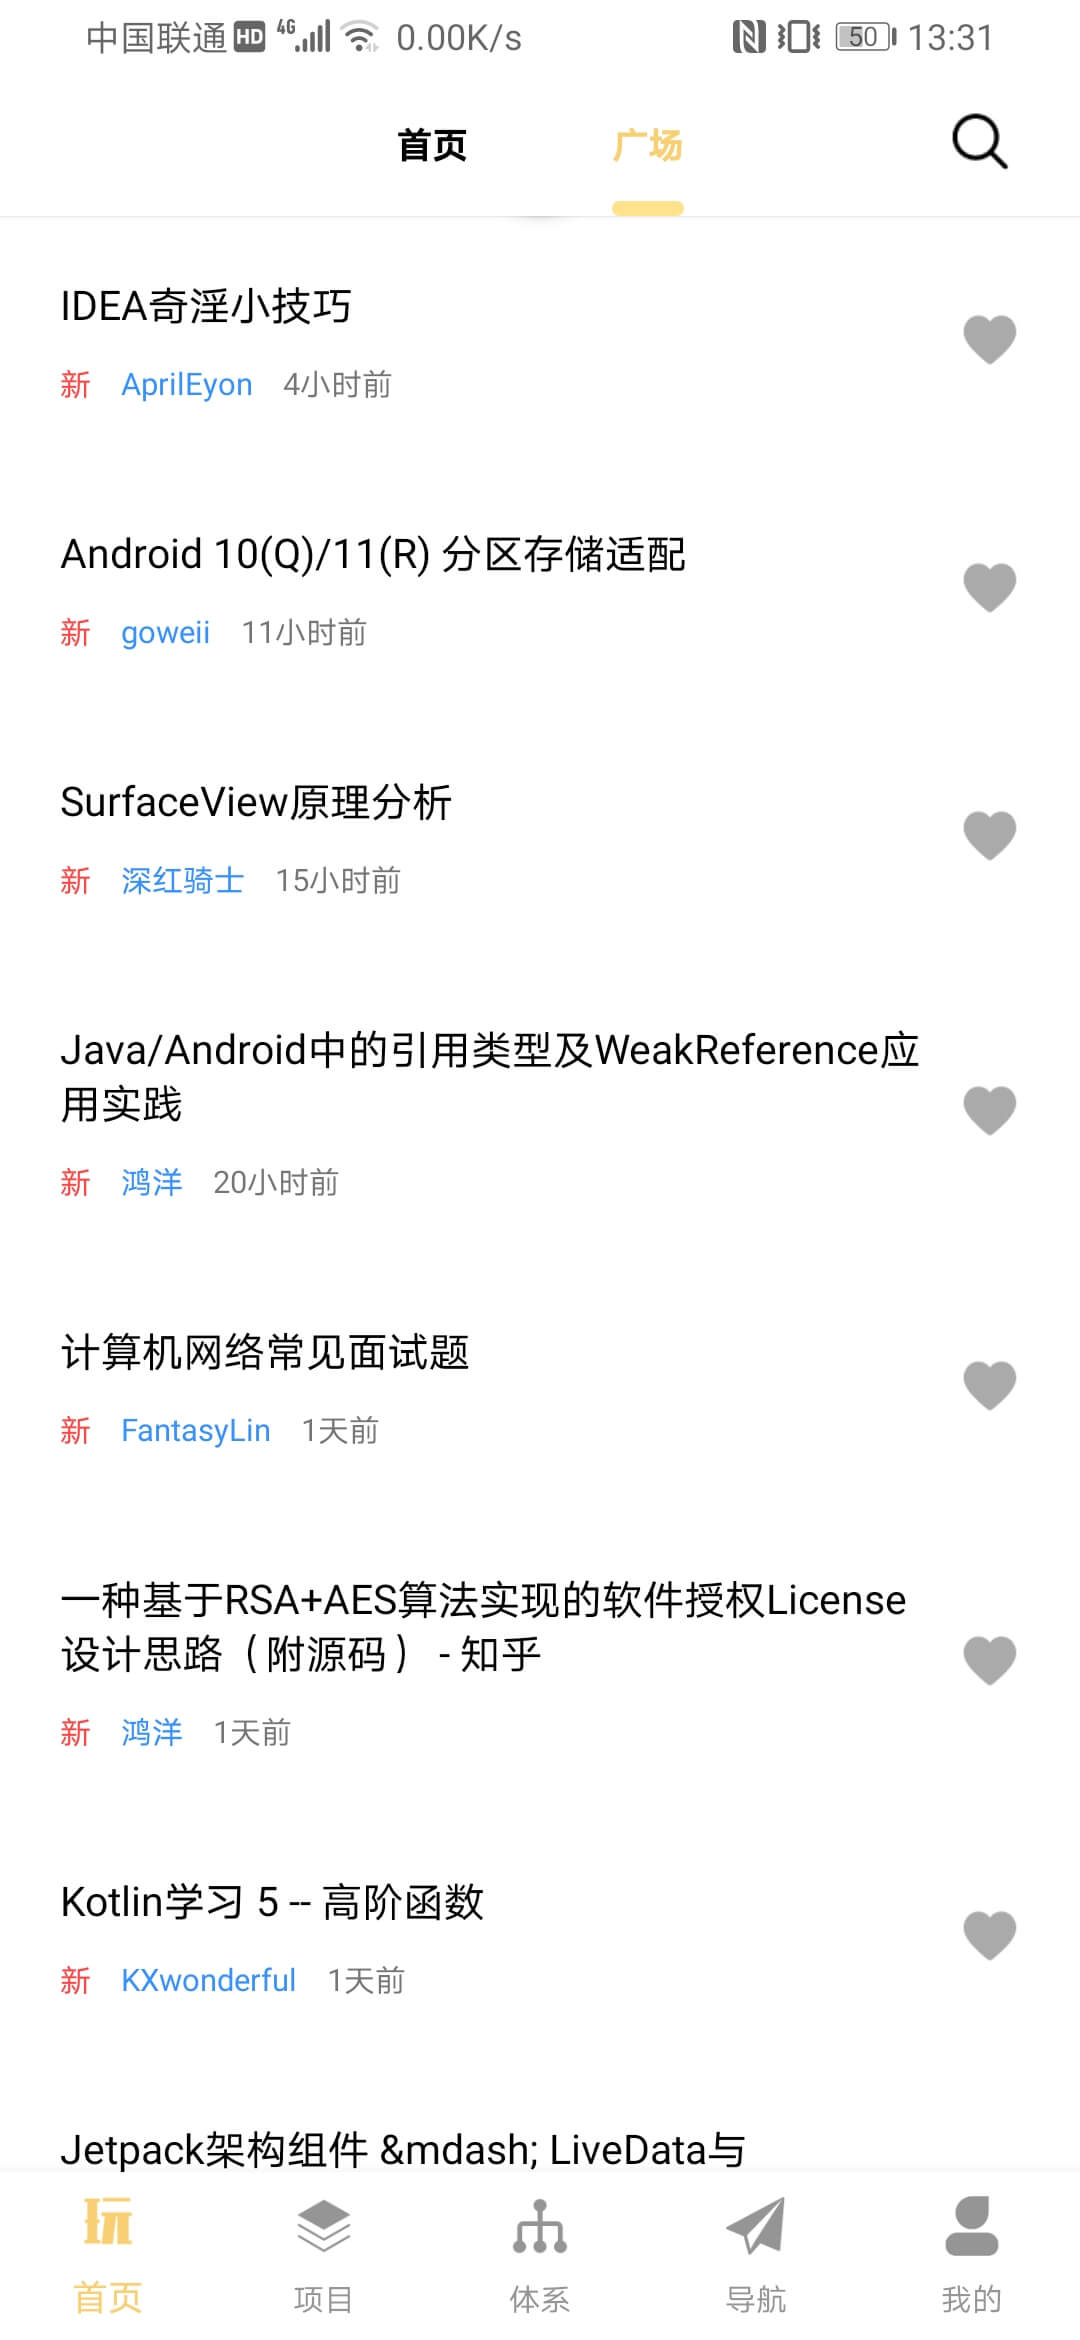 中国联通 HD 4G 0.00K/s 50 13:31
首页 广场
IDEA奇淫小技巧
新 AprilEyon 4小时前
Android 10(Q)/11(R) 分区存储适配
新 goweii 11小时前
SurfaceView原理分析
新 深红骑士 15小时前
Java/Android中的引用类型及WeakReference应
用实践
新 鸿洋 20小时前
计算机网络常见面试题
新 FantasyLin 1天前
一种基于RSA+AES算法实现的软件授权License
设计思路（附源码） - 知乎
新 鸿洋 1天前
Kotlin学习 5 -- 高阶函数
新 KXwonderful 1天前
Jetpack架构组件 &mdash; LiveData与
玩
首页 项目 体系 导航 我的